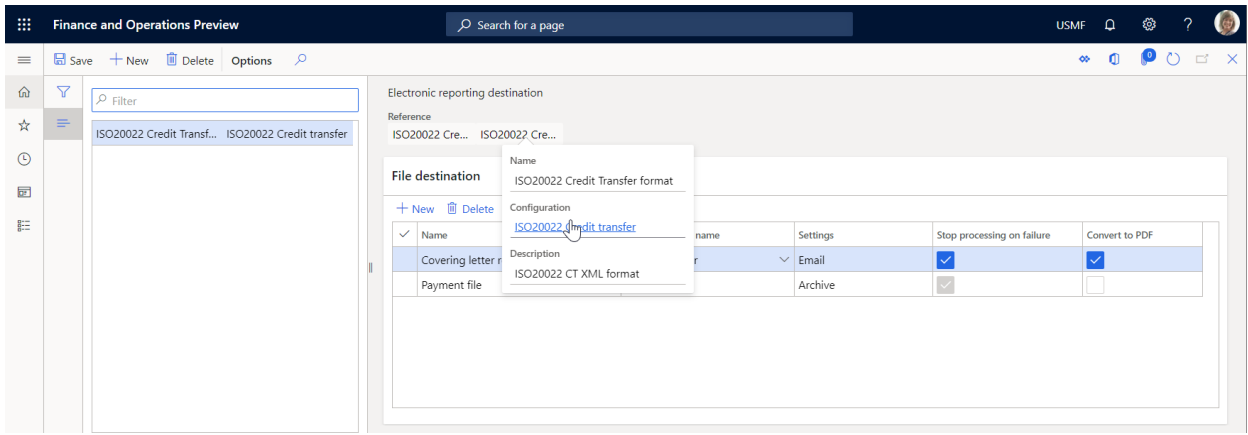 Finance and Operations Preview
Search for a page
USMF
?
Save
New
Delete
Options
0
Filter
ISO20022 Credit Transf... ISO20022 Credit transfer
Electronic reporting destination
Reference
ISO20022 Cre... ISO20022 Cre...
File destination
New
Delete
Name
ISO20022 Credit Transfer format
Configuration
ISO20022 Credit transfer
Description
ISO20022 CT XML format
Name
name
Settings
Stop processing on failure
Convert to PDF
Covering letter r
r
Email
Payment file
Archive